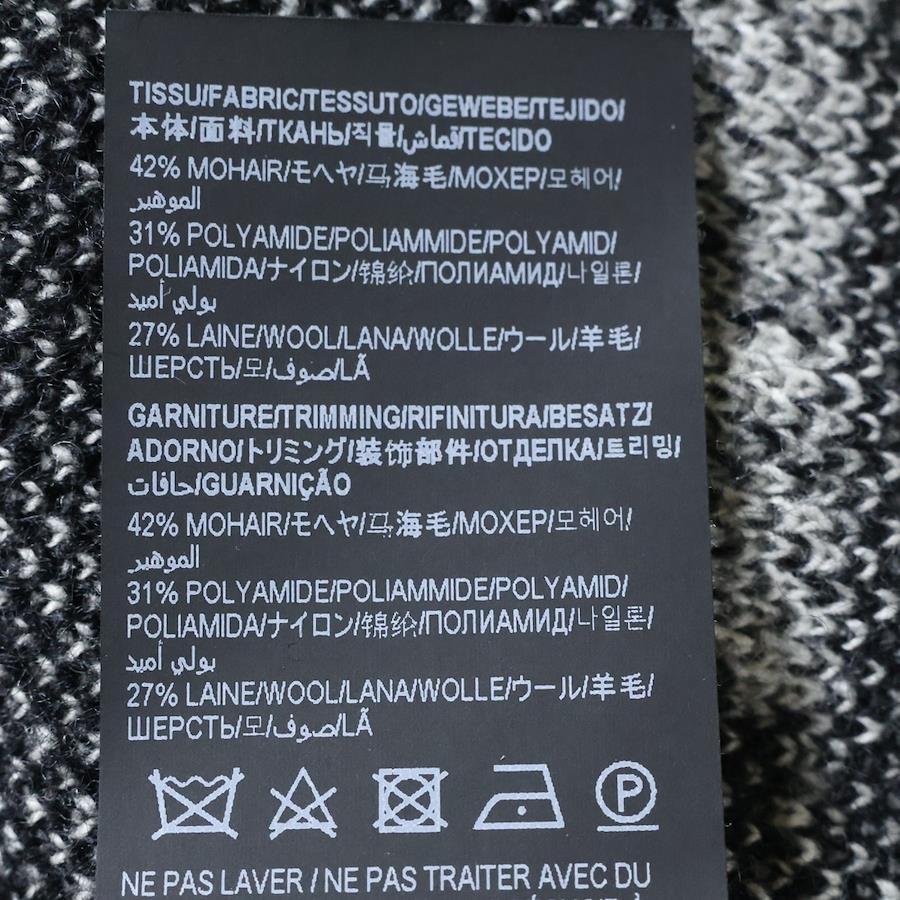 TISSU/FABRIC/TESSUTO/GEWEBE/TEJIDO/
本体/面料/ТКАНЬ/직물/قماش/TECIDO
42% MOHAIR/モヘヤ/马海毛/МОХЕР/모헤어/
الموهير
31% POLYAMIDE/POLIAMMIDE/POLYAMID/
POLIAMIDA/ナイロン/锦纶/ПОЛИАМИД/나일론/
بولي أميد
27% LAINE/WOOL/LANA/WOLLE/ウール/羊毛/
ШЕРСТЬ/모/صوف/LÃ
GARNITURE/TRIMMING/RIFINITURA/BESATZ/
ADORNO/トリミング/装饰部件/ОТДЕПКА/트리밍/
حافات/GUARNIÇÃO
42% MOHAIR/モヘヤ/马海毛/МОХЕР/모헤어/
الموهير
31% POLYAMIDE/POLIAMMIDE/POLYAMID/
POLIAMIDA/ナイロン/锦纶/ПОЛИАМИД/나일론/
بولي أميد
27% LAINE/WOOL/LANA/WOLLE/ウール/羊毛/
ШЕРСТЬ/모/صوف/LÃ
P
NE PAS LAVER / NE PAS TRAITER AVEC DU